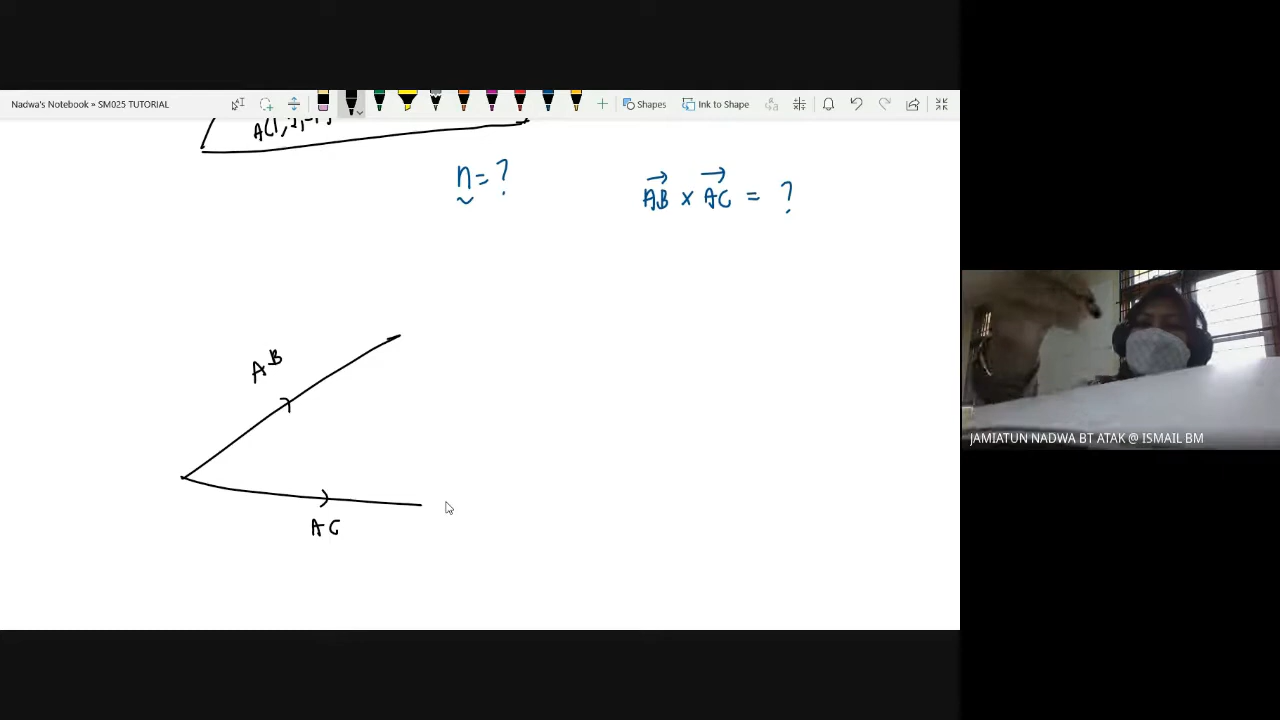 Nadwa's Notebook » SM025 TUTORIAL
Shapes
Ink to Shape
n = ?
AB × AC = ?
AB
AC
JAMIATUN NADWA BT ATAK @ ISMAIL BM